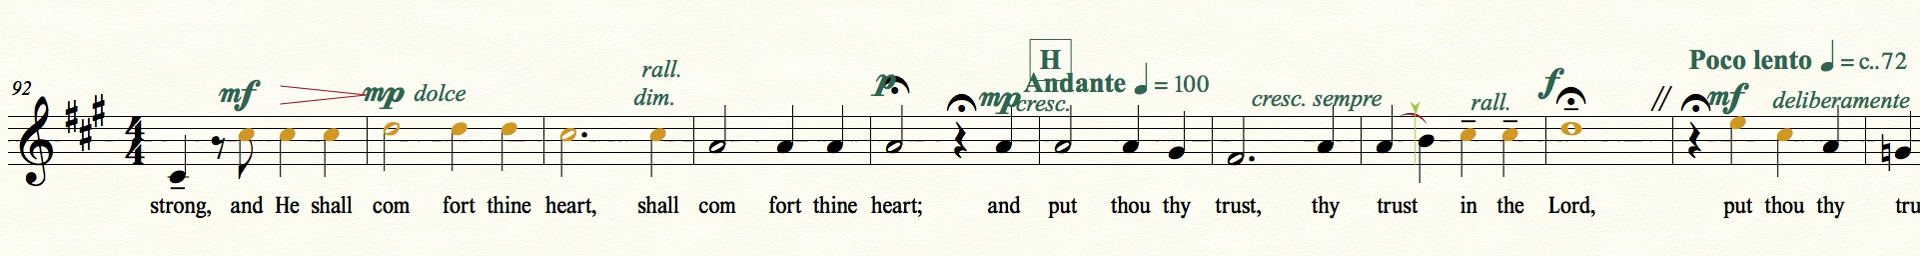 rall.
H
Poco lento ♩ = c..72
92
mf
mp dolce
dim.
p
mp cresc.
Andante ♩ = 100
cresc. sempre
rall.
f
mf
deliberamente
4
4
strong, and He shall com fort thine heart, shall com fort thine heart; and put thou thy trust, thy trust in the Lord, put thou thy tru